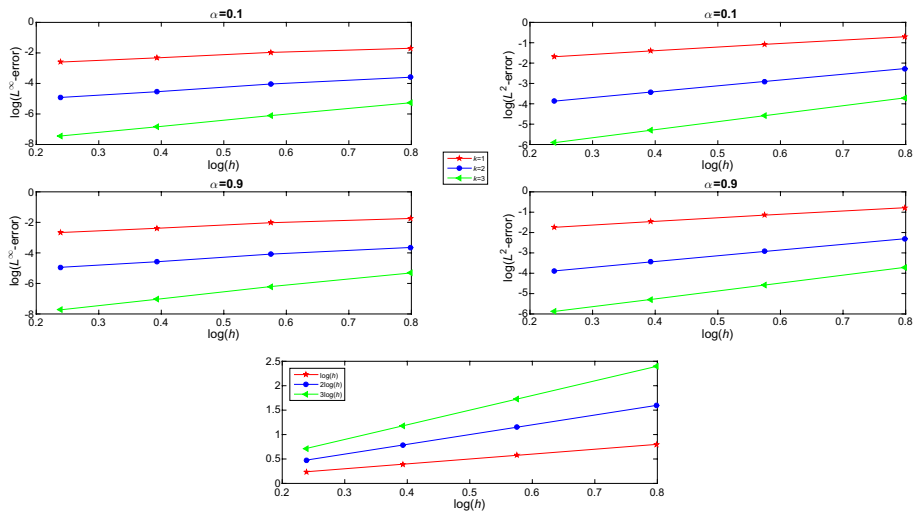 α=0.1
0
-2
-4
-6
-8
log(L∞-error)
0.2 0.3 0.4 0.5 0.6 0.7 0.8
log(h)
α=0.1
0
-1
-2
-3
-4
-5
-6
log(L²-error)
0.2 0.3 0.4 0.5 0.6 0.7 0.8
log(h)
k=1
k=2
k=3
α=0.9
0
-2
-4
-6
-8
log(L∞-error)
0.2 0.3 0.4 0.5 0.6 0.7 0.8
log(h)
α=0.9
0
-1
-2
-3
-4
-5
-6
log(L²-error)
0.2 0.3 0.4 0.5 0.6 0.7 0.8
log(h)
log(h)
2log(h)
3log(h)
2.5
2
1.5
1
0.5
0
0.2 0.3 0.4 0.5 0.6 0.7 0.8
log(h)